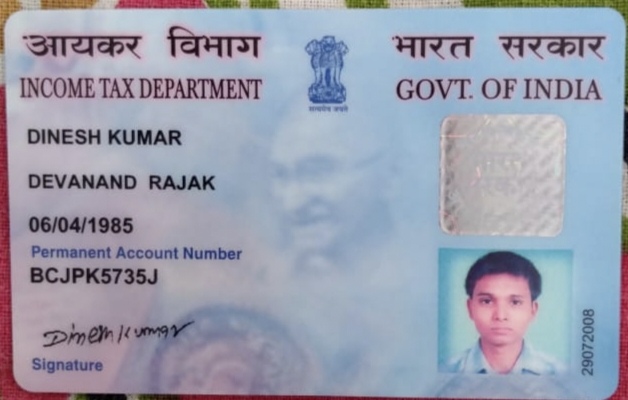 आयकर विभाग
INCOME TAX DEPARTMENT
सत्यमेव जयते
भारत सरकार
GOVT. OF INDIA
DINESH KUMAR
DEVANAND RAJAK
06/04/1985
Permanent Account Number
BCJPK5735J
Dinesh kumar
Signature
29072008